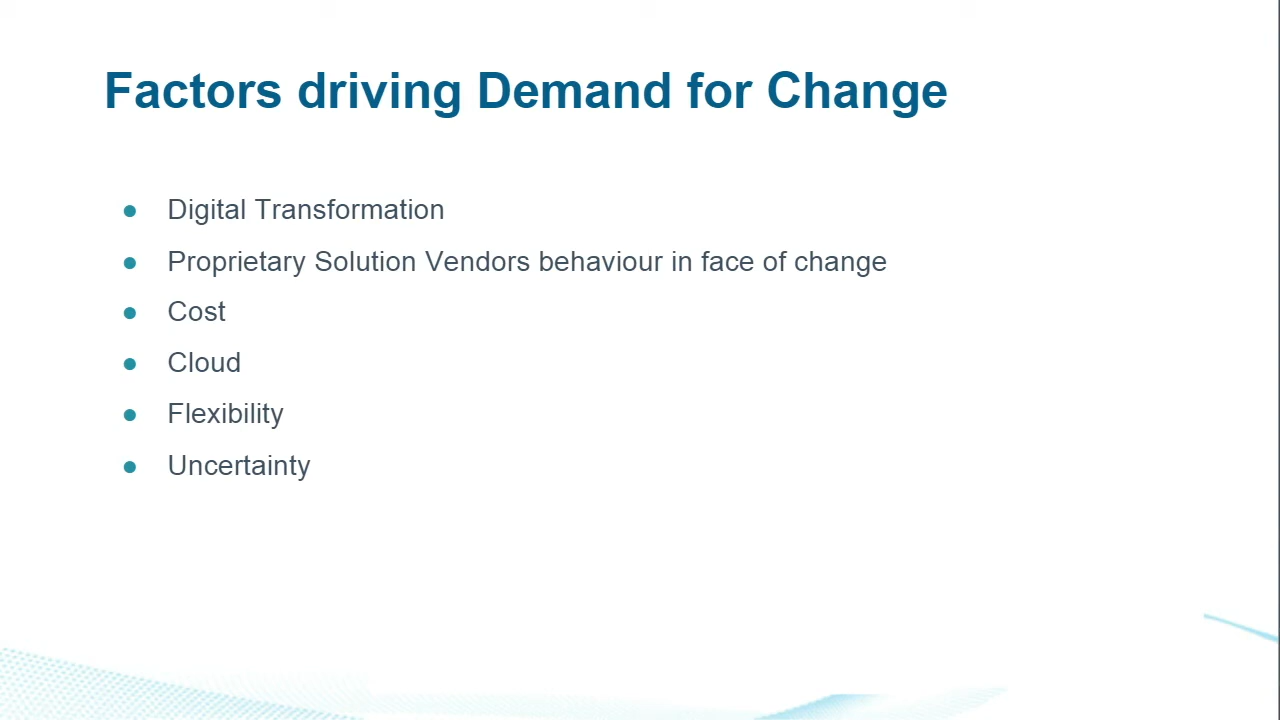 Factors driving Demand for Change
● Digital Transformation
● Proprietary Solution Vendors behaviour in face of change
● Cost
● Cloud
● Flexibility
● Uncertainty